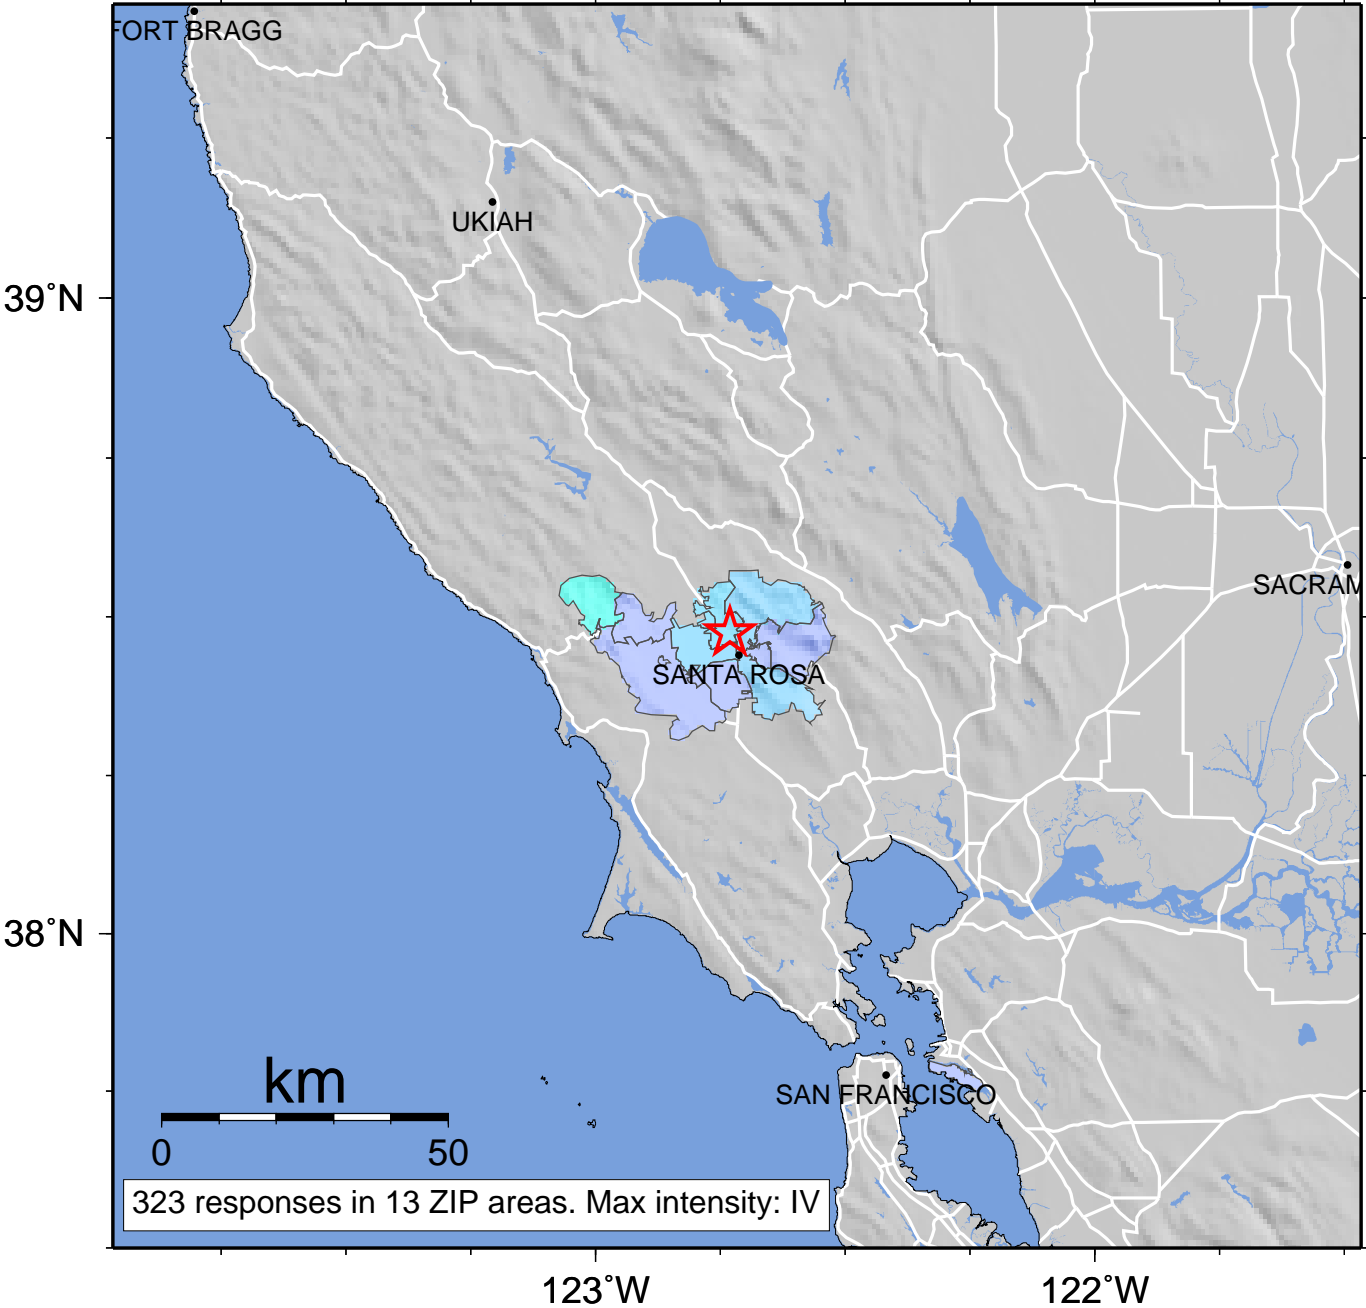 FORT BRAGG
UKIAH
39°N
SACRAM
SANTA ROSA
38°N
km
SAN FRANCISCO
0 50
323 responses in 13 ZIP areas. Max intensity: IV
123°W 122°W